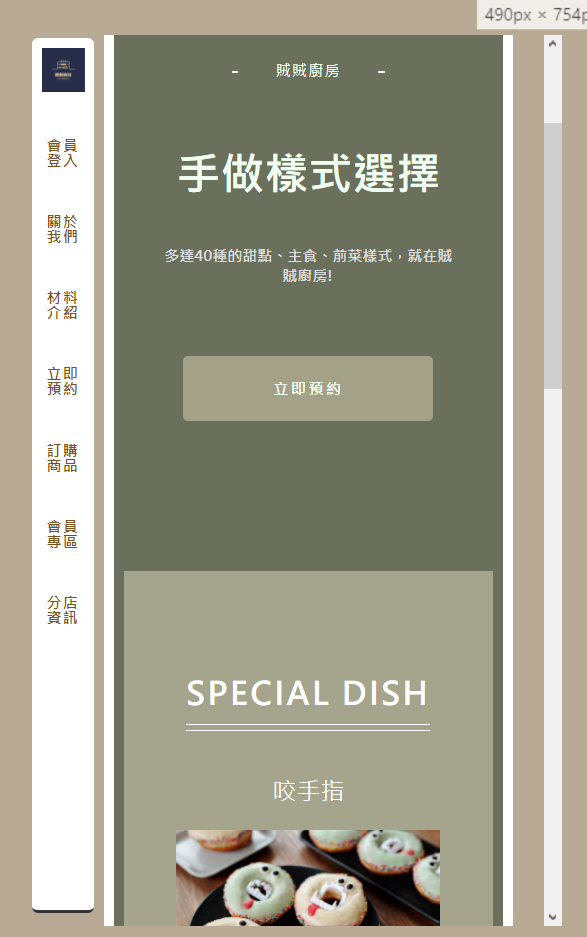 490px × 754p
會員
登入
關於
我們
材料
介紹
立即
預約
訂購
商品
會員
專區
分店
資訊
- 賊賊廚房 -
手做樣式選擇
多達40種的甜點、主食、前菜樣式，就在賊
賊廚房!
立即預約
SPECIAL DISH
咬手指